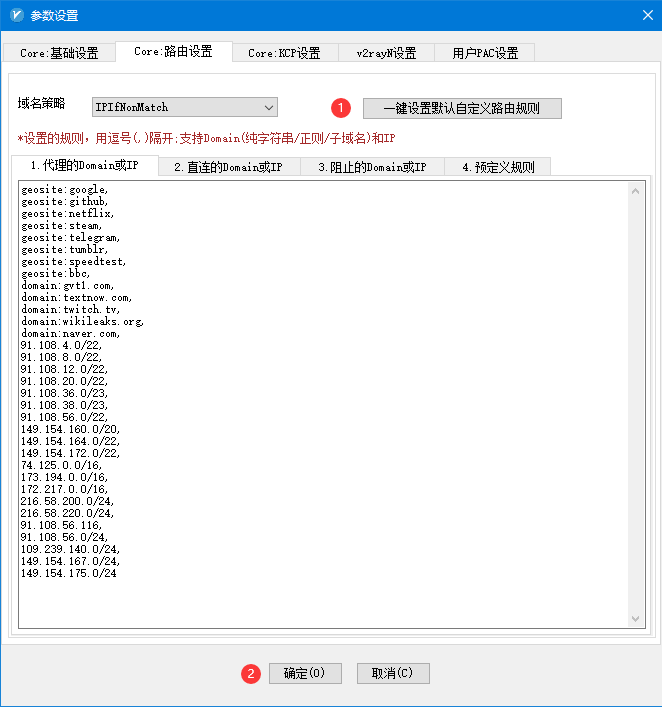 参数设置
Core:基础设置 Core:路由设置 Core:KCP设置 v2rayN设置 用户PAC设置
域名策略 IPIfNonMatch 1 一键设置默认自定义路由规则
*设置的规则，用逗号(,)隔开;支持Domain(纯字符串/正则/子域名)和IP
1.代理的Domain或IP 2.直连的Domain或IP 3.阻止的Domain或IP 4.预定义规则
geosite:google,
geosite:github,
geosite:netflix,
geosite:steam,
geosite:telegram,
geosite:tumblr,
geosite:speedtest,
geosite:bbc,
domain:gvt1.com,
domain:textnow.com,
domain:twitch.tv,
domain:wikileaks.org,
domain:naver.com,
91.108.4.0/22,
91.108.8.0/22,
91.108.12.0/22,
91.108.20.0/22,
91.108.36.0/23,
91.108.38.0/23,
91.108.56.0/22,
149.154.160.0/20,
149.154.164.0/22,
149.154.172.0/22,
74.125.0.0/16,
173.194.0.0/16,
172.217.0.0/16,
216.58.200.0/24,
216.58.220.0/24,
91.108.56.116,
91.108.56.0/24,
109.239.140.0/24,
149.154.167.0/24,
149.154.175.0/24
2 确定(O) 取消(C)